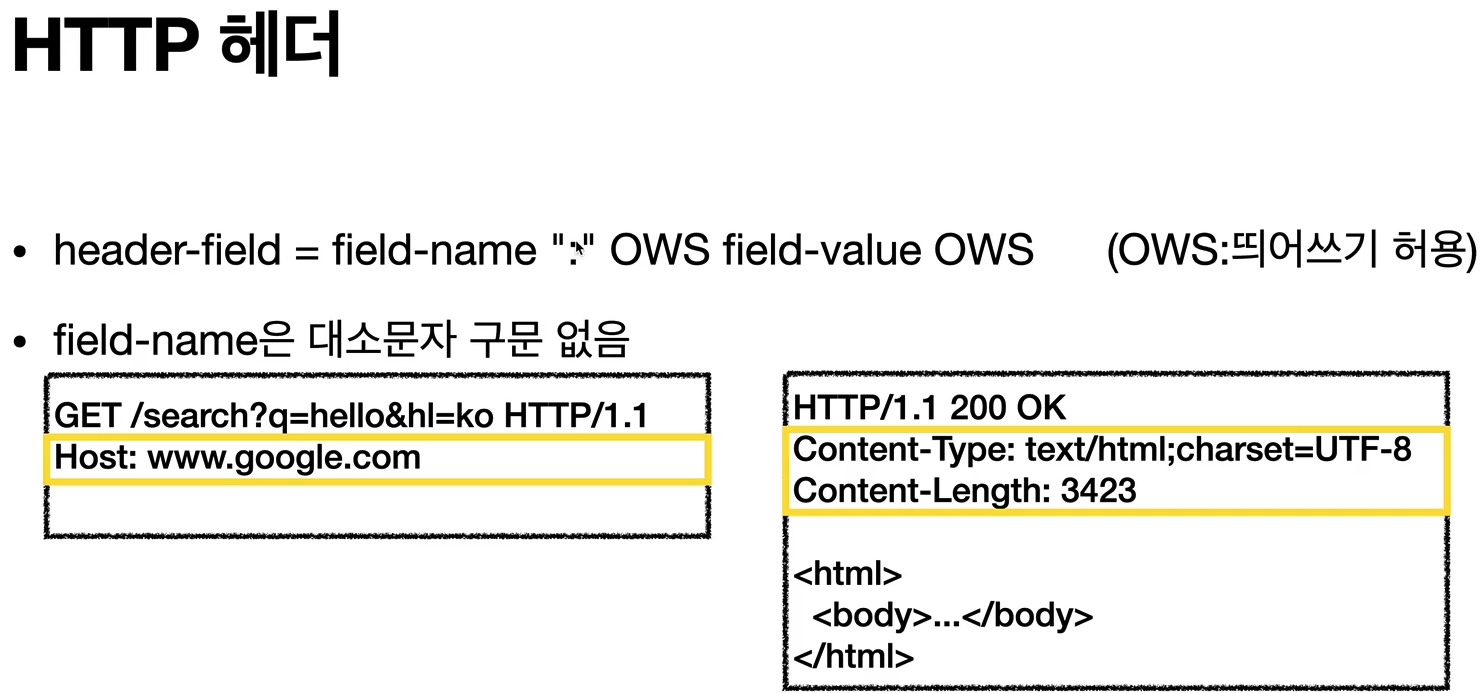 HTTP 헤더
• header-field = field-name ":" OWS field-value OWS (OWS:띄어쓰기 허용)
• field-name은 대소문자 구문 없음
GET /search?q=hello&hl=ko HTTP/1.1
Host: www.google.com
HTTP/1.1 200 OK
Content-Type: text/html;charset=UTF-8
Content-Length: 3423
<html>
<body>...</body>
</html>